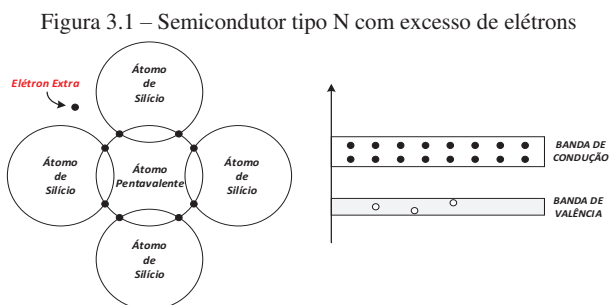 Figura 3.1 – Semicondutor tipo N com excesso de elétrons
Elétron Extra
Átomo
de
Silício
Átomo
de
Silício
Átomo
Pentavalente
Átomo
de
Silício
Átomo
de
Silício
BANDA DE
CONDUÇÃO
BANDA DE
VALÊNCIA